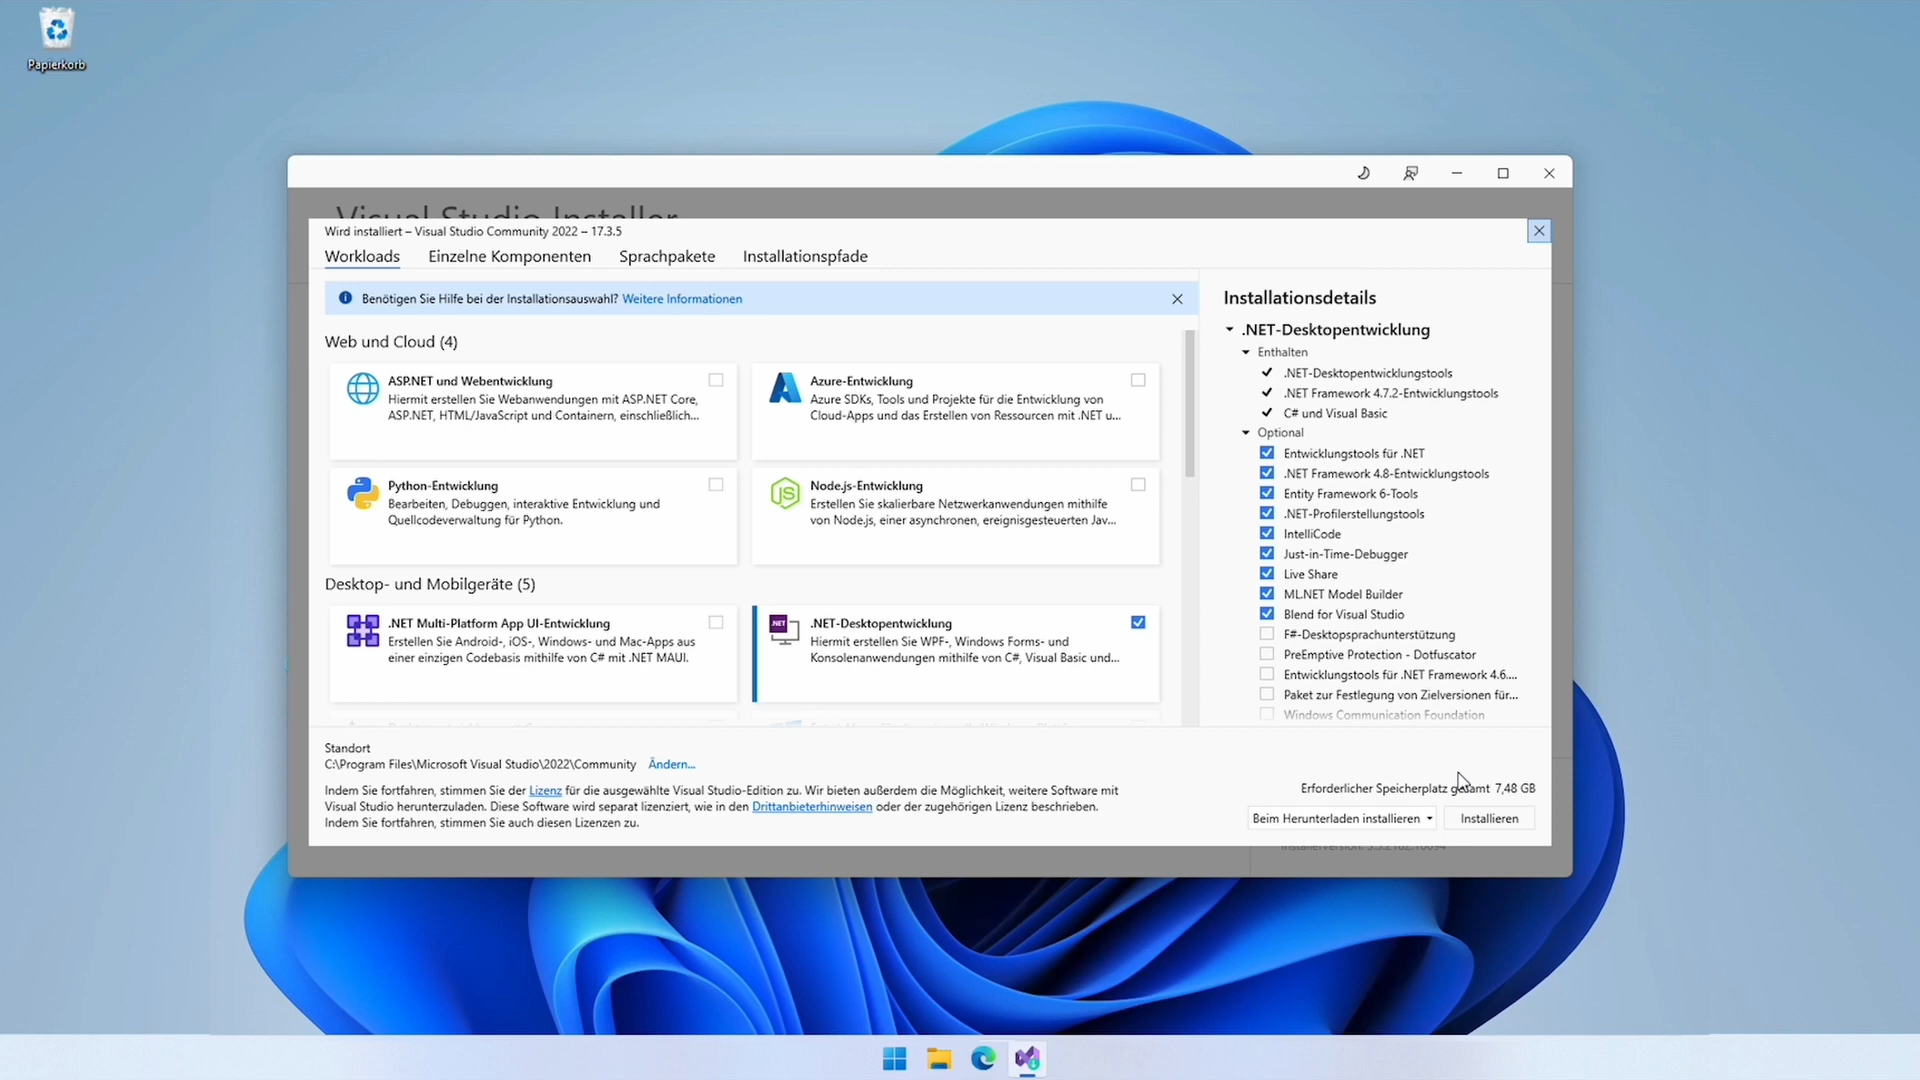 Papierkorb
Visual Studio Installer
Wird installiert – Visual Studio Community 2022 – 17.3.5
Workloads
Einzelne Komponenten
Sprachpakete
Installationspfade
Benötigen Sie Hilfe bei der Installationsauswahl? Weitere Informationen
Web und Cloud (4)
ASP.NET und Webentwicklung
Hiermit erstellen Sie Webanwendungen mit ASP.NET Core,
ASP.NET, HTML/JavaScript und Containern, einschließlich...
Azure-Entwicklung
Azure SDKs, Tools und Projekte für die Entwicklung von
Cloud-Apps und das Erstellen von Ressourcen mit .NET u...
Python-Entwicklung
Bearbeiten, Debuggen, interaktive Entwicklung und
Quellcodeverwaltung für Python.
JS
Node.js-Entwicklung
Erstellen Sie skalierbare Netzwerkanwendungen mithilfe
von Node.js, einer asynchronen, ereignisgesteuerten Jav...
Desktop- und Mobilgeräte (5)
.NET Multi-Platform App UI-Entwicklung
Erstellen Sie Android-, iOS-, Windows- und Mac-Apps aus
einer einzigen Codebasis mithilfe von C# mit .NET MAUI.
.NET
.NET-Desktopentwicklung
Hiermit erstellen Sie WPF-, Windows Forms- und
Konsolenanwendungen mithilfe von C#, Visual Basic und...
Installationsdetails
.NET-Desktopentwicklung
Enthalten
.NET-Desktopentwicklungstools
.NET Framework 4.7.2-Entwicklungstools
C# und Visual Basic
Optional
Entwicklungstools für .NET
.NET Framework 4.8-Entwicklungstools
Entity Framework 6-Tools
.NET-Profilerstellungstools
IntelliCode
Just-in-Time-Debugger
Live Share
ML.NET Model Builder
Blend for Visual Studio
F#-Desktopsprachunterstützung
PreEmptive Protection - Dotfuscator
Entwicklungstools für .NET Framework 4.6....
Paket zur Festlegung von Zielversionen für...
Windows Communication Foundation
Standort
C:\Program Files\Microsoft Visual Studio\2022\Community Ändern...
Indem Sie fortfahren, stimmen Sie der Lizenz für die ausgewählte Visual Studio-Edition zu. Wir bieten außerdem die Möglichkeit, weitere Software mit
Visual Studio herunterzuladen. Diese Software wird separat lizenziert, wie in den Drittanbieterhinweisen oder der zugehörigen Lizenz beschrieben.
Indem Sie fortfahren, stimmen Sie auch diesen Lizenzen zu.
Erforderlicher Speicherplatz gesamt 7,48 GB
Beim Herunterladen installieren
Installieren